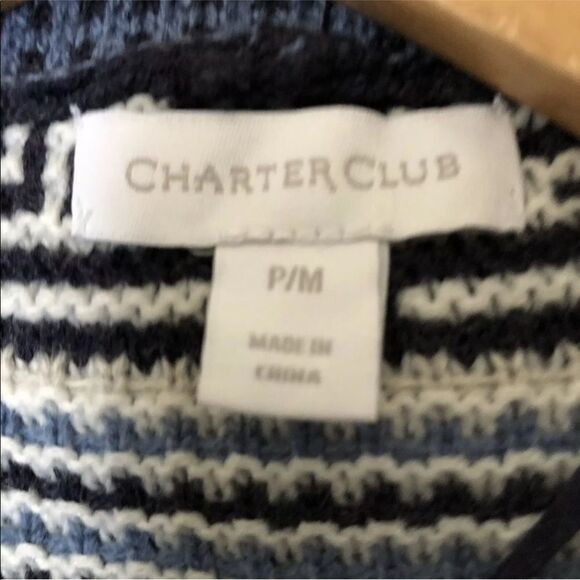 CHARTER CLUB
P/M
MADE IN
CHINA